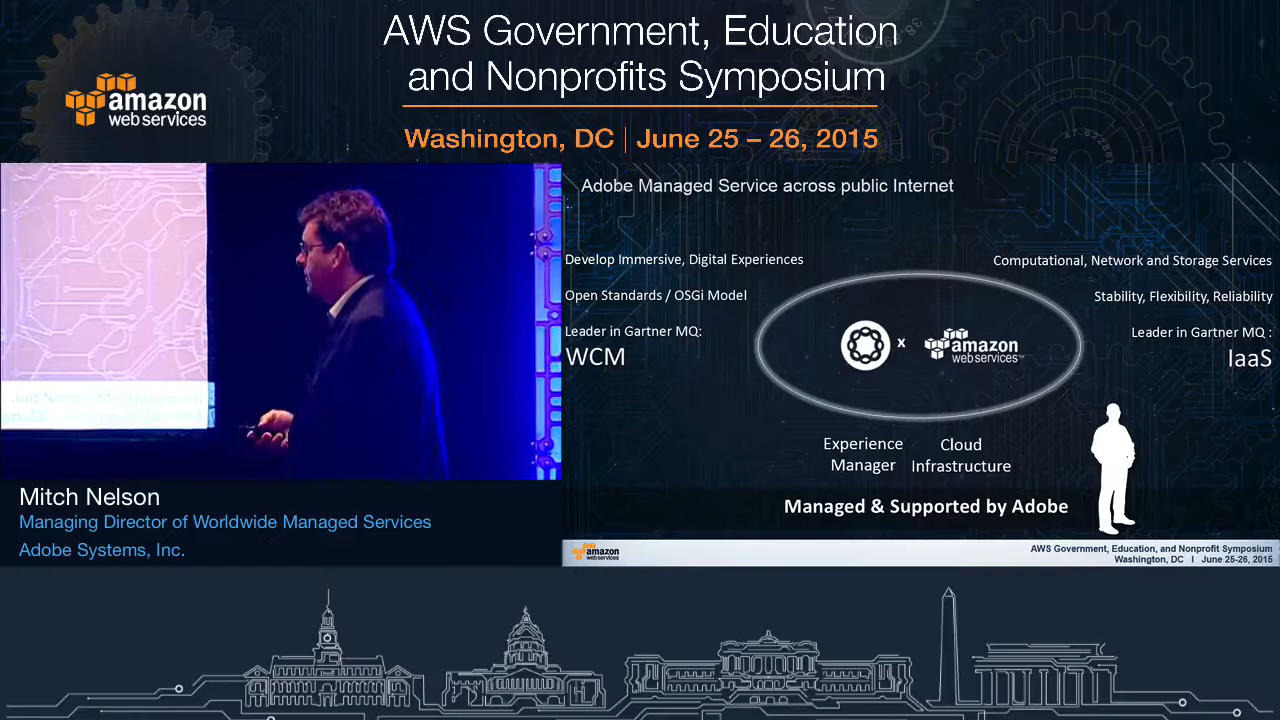 AWS Government, Education
and Nonprofits Symposium
amazon
web services
Washington, DC | June 25 – 26, 2015
Adobe Managed Service across public Internet
Develop Immersive, Digital Experiences
Open Standards / OSGi Model
Leader in Gartner MQ:
WCM
Computational, Network and Storage Services
Stability, Flexibility, Reliability
Leader in Gartner MQ :
IaaS
x
amazon
web services™
Experience
Manager
Cloud
Infrastructure
Managed & Supported by Adobe
Mitch Nelson
Managing Director of Worldwide Managed Services
Adobe Systems, Inc.
amazon
web services
AWS Government, Education, and Nonprofit Symposium
Washington, DC I June 25-26, 2015